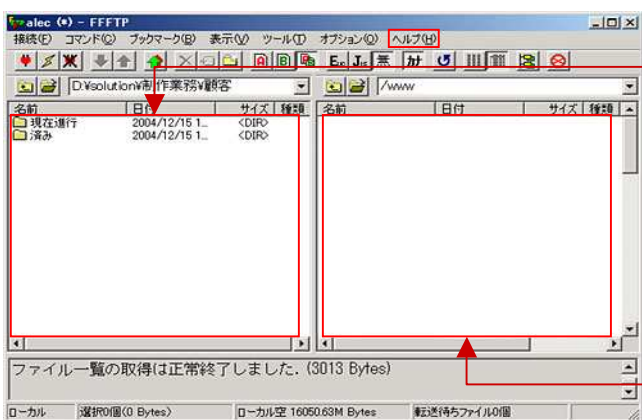 alec (*) - FFFTP
接続(F) コマンド(C) ブックマーク(B) 表示(V) ツール(T) オプション(O) ヘルプ(H)
A B Euc Jis 無 カナ
D:¥solution¥制作業務¥顧客 /www
名前 日付 サイズ 種類 名前 日付 サイズ 種類
現在進行 2004/12/15 1... <DIR>
済み 2004/12/15 1... <DIR>
ファイル一覧の取得は正常終了しました. (3013 Bytes)
ローカル 選択0個(0 Bytes) ローカル空 16050.63M Bytes 転送待ちファイル0個